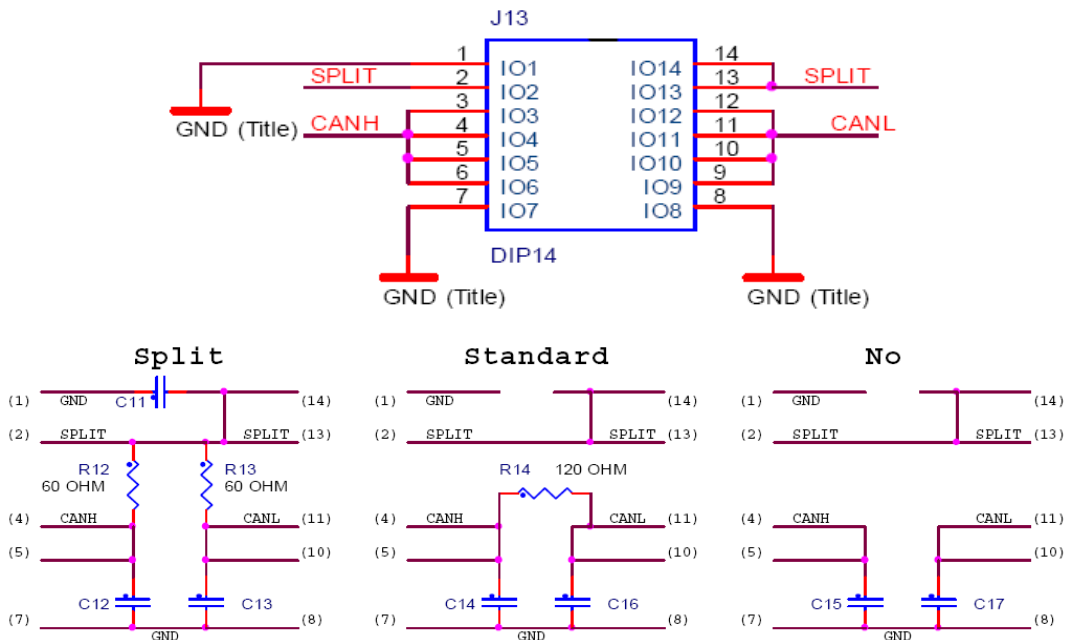 J13
1 IO1 IO14 14
SPLIT 2 IO2 IO13 13 SPLIT
3 IO3 IO12 12
GND (Title) CANH 4 IO4 IO11 11 CANL
5 IO5 IO10 10
6 IO6 IO9 9
7 IO7 IO8 8
DIP14
GND (Title) GND (Title)
Split Standard No
(1) GND C11 (14) (1) GND (14) (1) GND (14)
(2) SPLIT SPLIT (13) (2) SPLIT SPLIT (13) (2) SPLIT SPLIT (13)
R12 R13 R14 120 OHM
60 OHM 60 OHM
(4) CANH CANL (11) (4) CANH CANL (11) (4) CANH CANL (11)
(5) (10) (5) (10) (5) (10)
C12 C13 C14 C16 C15 C17
(7) GND (8) (7) GND (8) (7) GND (8)